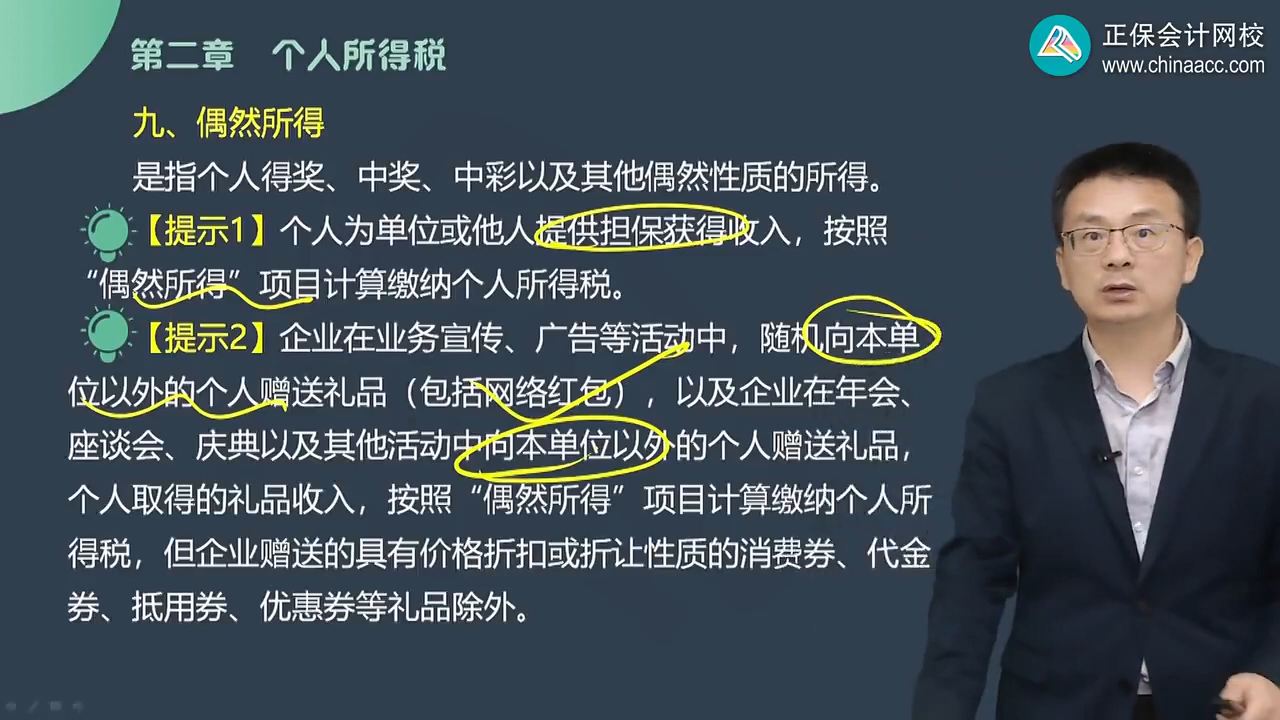 第二章 个人所得税
正保会计网校
www.chinaacc.com
九、偶然所得
是指个人得奖、中奖、中彩以及其他偶然性质的所得。
【提示1】个人为单位或他人提供担保获得收入，按照
“偶然所得”项目计算缴纳个人所得税。
【提示2】企业在业务宣传、广告等活动中，随机向本单
位以外的个人赠送礼品（包括网络红包），以及企业在年会、
座谈会、庆典以及其他活动中向本单位以外的个人赠送礼品，
个人取得的礼品收入，按照“偶然所得”项目计算缴纳个人所
得税，但企业赠送的具有价格折扣或折让性质的消费券、代金
券、抵用券、优惠券等礼品除外。